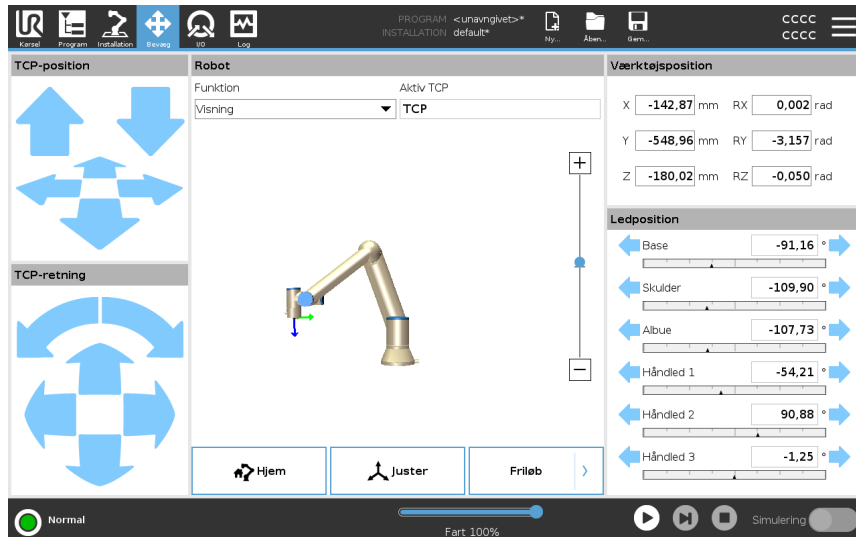 UR
PROGRAM <unavngivet>*
INSTALLATION default*
Kørsel Program Installation Bevæg I/O Log
Ny... Åben... Gem...
CCCC
CCCC
TCP-position
Robot
Funktion Aktiv TCP
Visning TCP
+
−
TCP-retning
Hjem Juster Friløb
Værktøjsposition
X -142,87 mm RX 0,002 rad
Y -548,96 mm RY -3,157 rad
Z -180,02 mm RZ -0,050 rad
Ledposition
Base -91,16 °
Skulder -109,90 °
Albue -107,73 °
Håndled 1 -54,21 °
Håndled 2 90,88 °
Håndled 3 -1,25 °
Normal
Fart 100%
Simulering